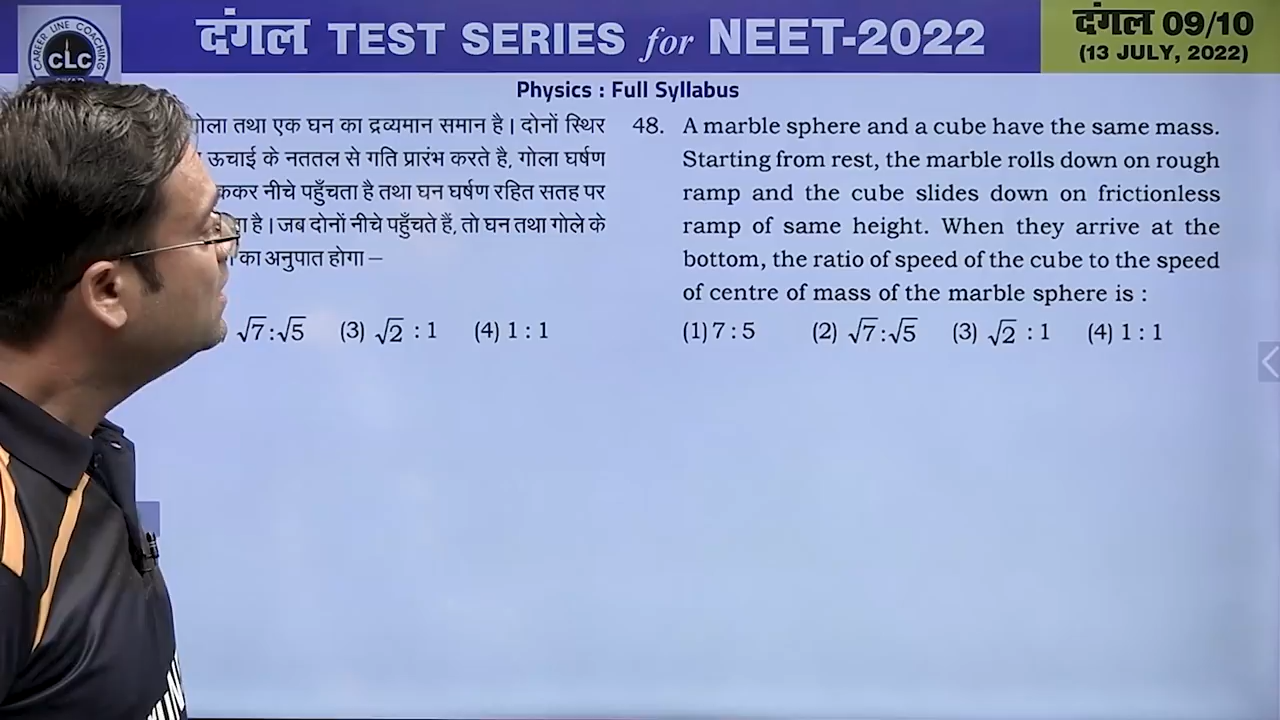 दंगल TEST SERIES for NEET-2022
दंगल 09/10
(13 JULY, 2022)
CAREER LINE COACHING
CLC
Physics : Full Syllabus
गोला तथा एक घन का द्रव्यमान समान है। दोनों स्थिर
ऊचाई के नततल से गति प्रारंभ करते है, गोला घर्षण
नीचे पहुँचता है तथा घन घर्षण रहित सतह पर
है। जब दोनों नीचे पहुँचते हैं, तो घन तथा गोले के
का अनुपात होगा –
√7:√5 (3) √2 : 1 (4) 1 : 1
48. A marble sphere and a cube have the same mass.
Starting from rest, the marble rolls down on rough
ramp and the cube slides down on frictionless
ramp of same height. When they arrive at the
bottom, the ratio of speed of the cube to the speed
of centre of mass of the marble sphere is :
(1) 7 : 5 (2) √7:√5 (3) √2 : 1 (4) 1 : 1